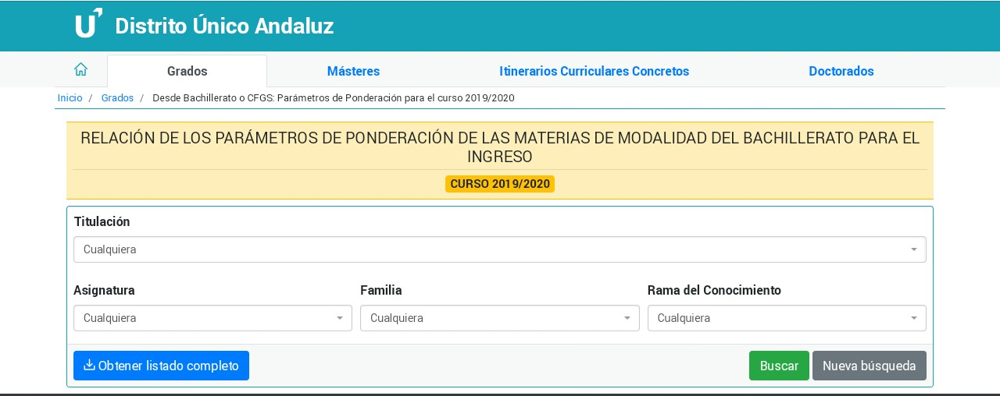 Distrito Único Andaluz
Grados Másteres Itinerarios Curriculares Concretos Doctorados
Inicio / Grados / Desde Bachillerato o CFGS: Parámetros de Ponderación para el curso 2019/2020
RELACIÓN DE LOS PARÁMETROS DE PONDERACIÓN DE LAS MATERIAS DE MODALIDAD DEL BACHILLERATO PARA EL
INGRESO
CURSO 2019/2020
Titulación
Cualquiera
Asignatura Familia Rama del Conocimiento
Cualquiera Cualquiera Cualquiera
Obtener listado completo Buscar Nueva búsqueda